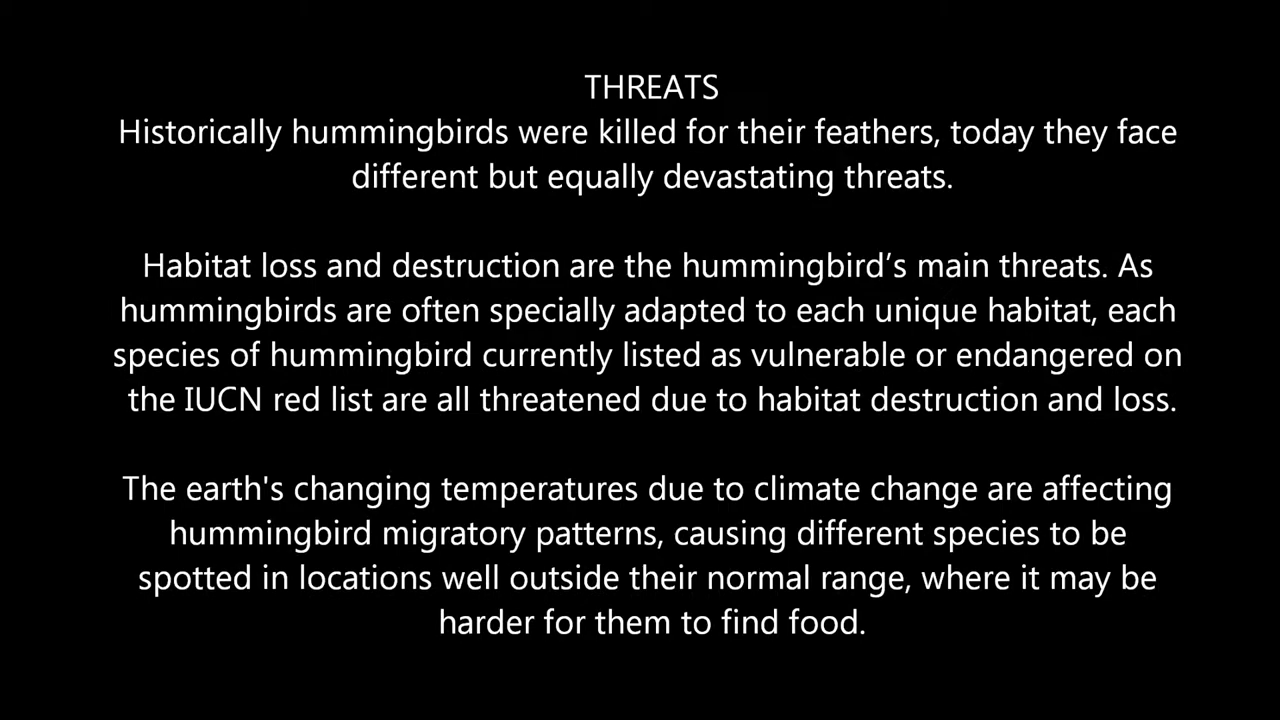 THREATS
Historically hummingbirds were killed for their feathers, today they face
different but equally devastating threats.
Habitat loss and destruction are the hummingbird’s main threats. As
hummingbirds are often specially adapted to each unique habitat, each
species of hummingbird currently listed as vulnerable or endangered on
the IUCN red list are all threatened due to habitat destruction and loss.
The earth's changing temperatures due to climate change are affecting
hummingbird migratory patterns, causing different species to be
spotted in locations well outside their normal range, where it may be
harder for them to find food.